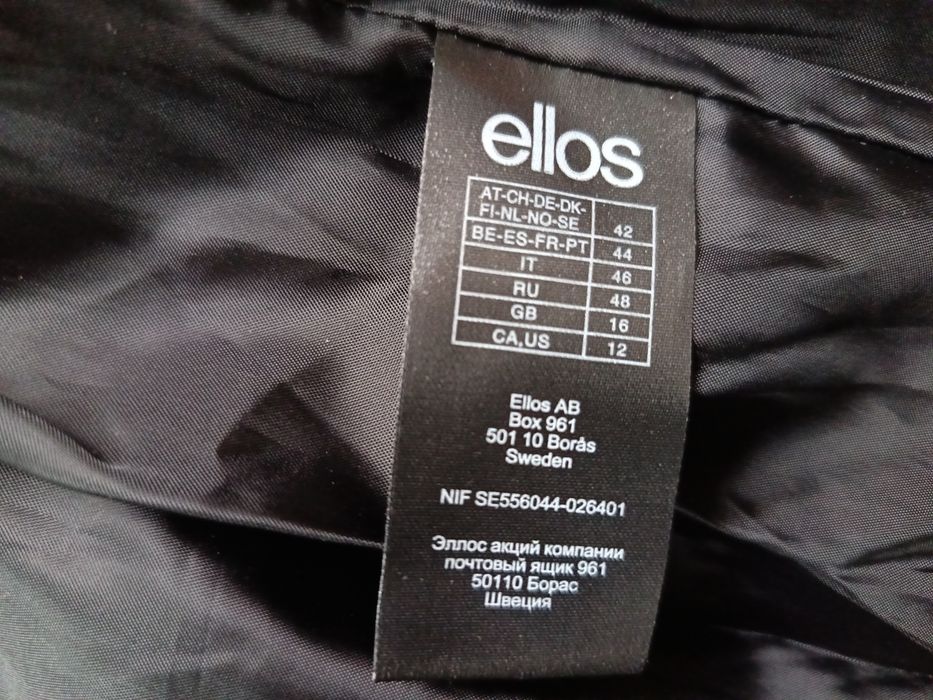 ellos
AT-CH-DE-DK-
FI-NL-NO-SE 42
BE-ES-FR-PT 44
IT 46
RU 48
GB 16
CA,US 12
Ellos AB
Box 961
501 10 Borås
Sweden
NIF SE556044-026401
Эллос акций компании
почтовый ящик 961
50110 Борас
Швеция